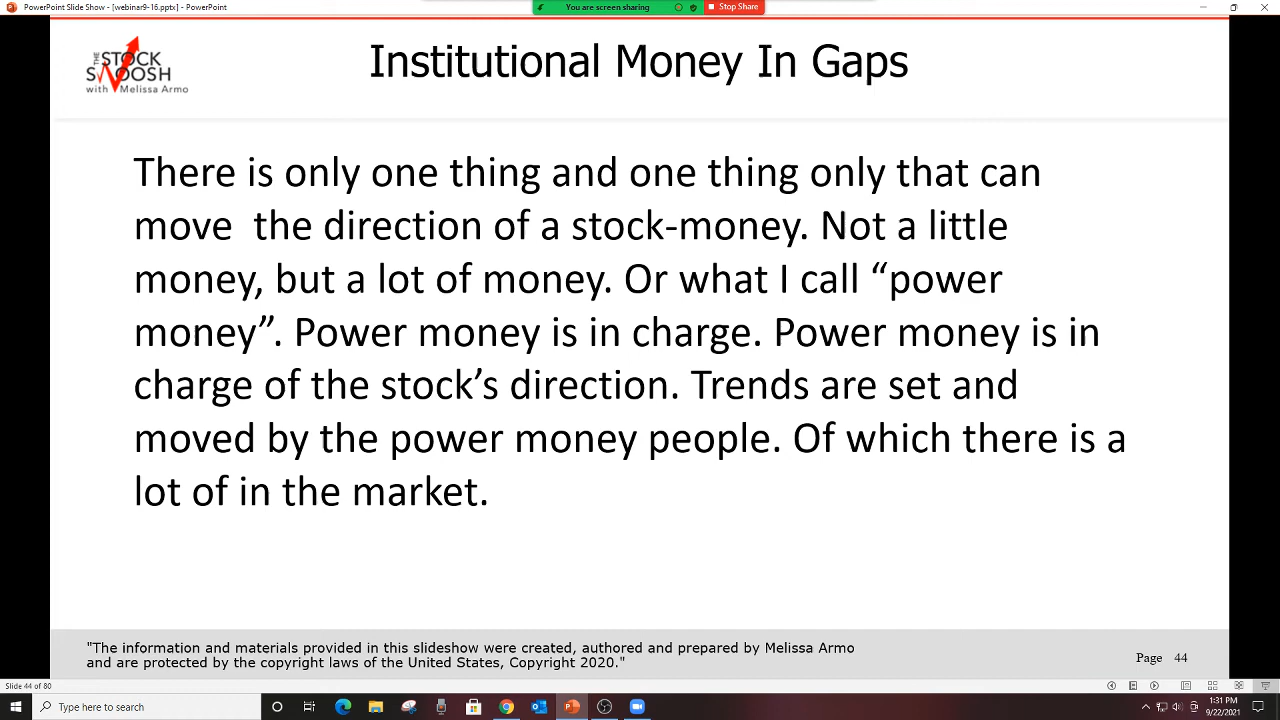 PowerPoint Slide Show - [webinar9-16.pptx] - PowerPoint
You are screen sharing
Stop Share
THE
STOCK
SWOOSH
with Melissa Armo
Institutional Money In Gaps
There is only one thing and one thing only that can
move  the direction of a stock-money. Not a little
money, but a lot of money. Or what I call “power
money”. Power money is in charge. Power money is in
charge of the stock’s direction. Trends are set and
moved by the power money people. Of which there is a
lot of in the market.
"The information and materials provided in this slideshow were created, authored and prepared by Melissa Armo
and are protected by the copyright laws of the United States, Copyright 2020."
Page 44
Slide 44 of 80
Type here to search
1:31 PM
9/22/2021